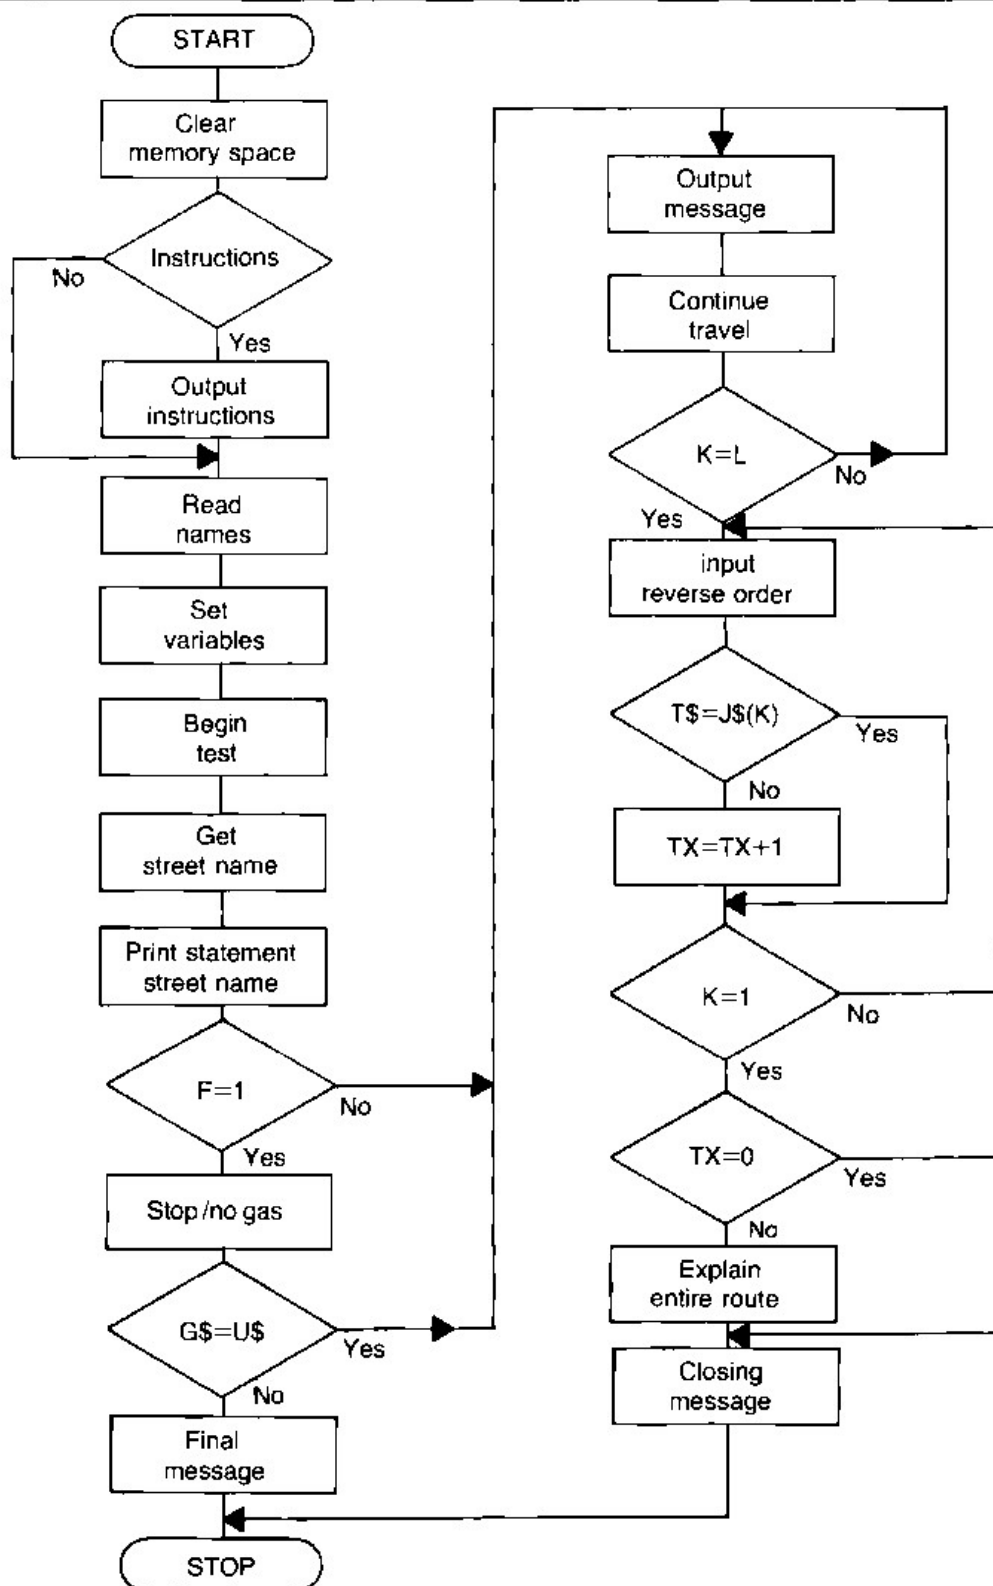 START
Clear
memory space
Instructions
No
Yes
Output
instructions
Read
names
Set
variables
Begin
test
Get
street name
Print statement
street name
F=1
No
Yes
Stop/no gas
G$=U$
Yes
No
Final
message
STOP
Output
message
Continue
travel
K=L
No
Yes
input
reverse order
T$=J$(K)
Yes
No
TX=TX+1
K=1
No
Yes
TX=0
Yes
No
Explain
entire route
Closing
message